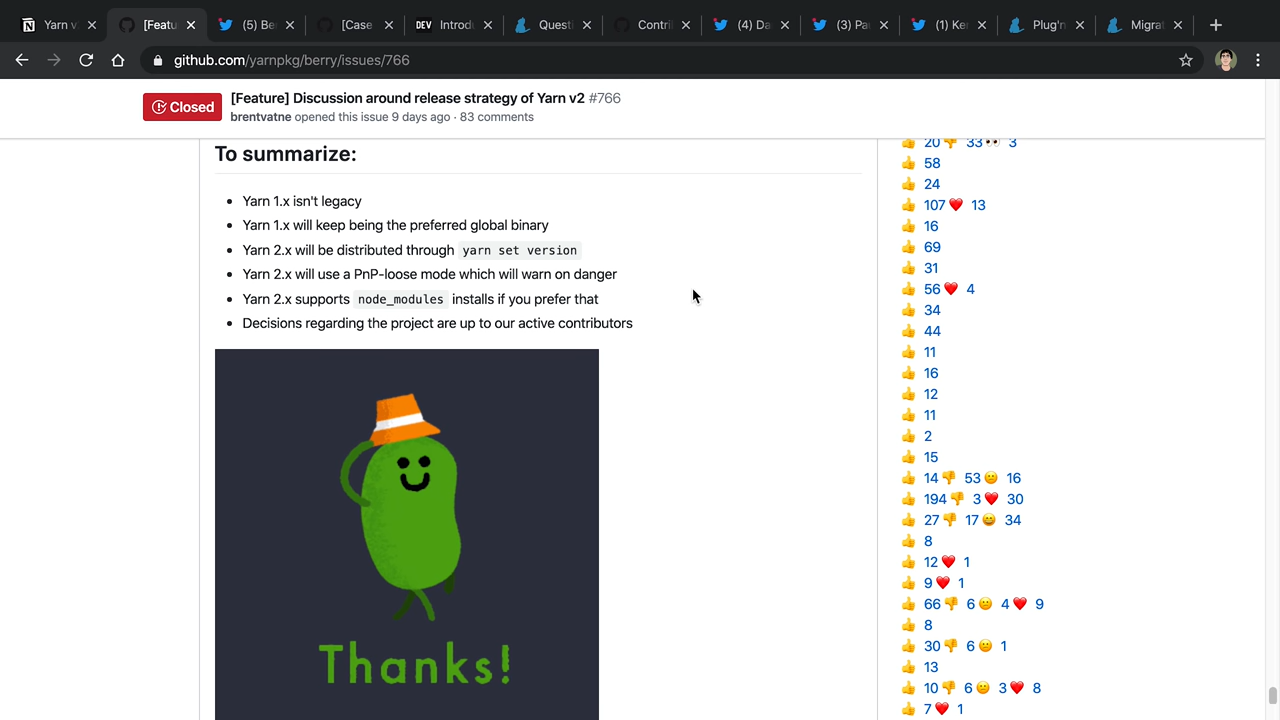 Yarn v
[Featu
(5) Be
[Case
DEV Introd
Questi
Contri
(4) Da
(3) Pa
(1) Ke
Plug'n
Migrat
github.com/yarnpkg/berry/issues/766
Closed
[Feature] Discussion around release strategy of Yarn v2 #766
brentvatne opened this issue 9 days ago · 83 comments
To summarize:
• Yarn 1.x isn't legacy
• Yarn 1.x will keep being the preferred global binary
• Yarn 2.x will be distributed through yarn set version
• Yarn 2.x will use a PnP-loose mode which will warn on danger
• Yarn 2.x supports node_modules installs if you prefer that
• Decisions regarding the project are up to our active contributors
Thanks!
👍 20 👎 33 👀 3
👍 58
👍 24
👍 107 ❤️ 13
👍 16
👍 69
👍 31
👍 56 ❤️ 4
👍 34
👍 44
👍 11
👍 16
👍 12
👍 11
👍 2
👍 15
👍 14 👎 53 😕 16
👍 194 👎 3 ❤️ 30
👍 27 👎 17 😄 34
👍 8
👍 12 ❤️ 1
👍 9 ❤️ 1
👍 66 👎 6 😕 4 ❤️ 9
👍 8
👍 30 👎 6 😕 1
👍 13
👍 10 👎 6 😕 3 ❤️ 8
👍 7 ❤️ 1